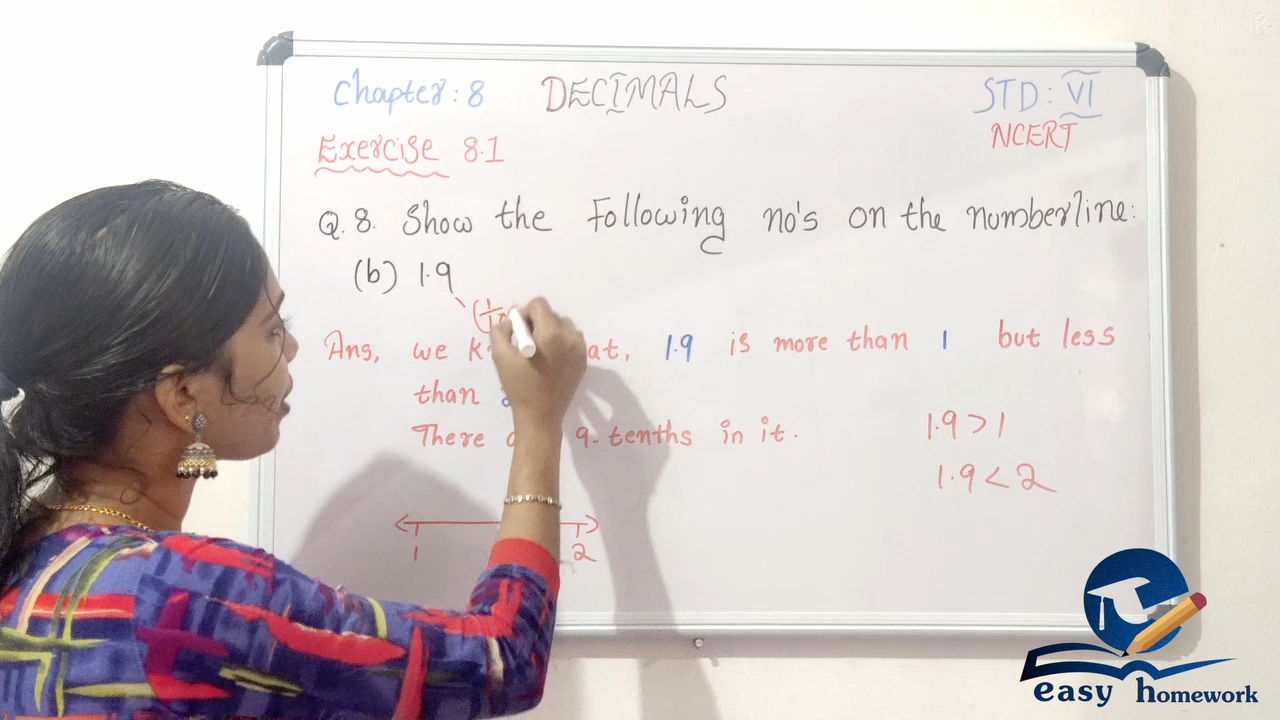 Chapter: 8 DECIMALS STD: VI
NCERT
Exercise 8.1
Q. 8. Show the Following no's on the numberline:
(b) 1.9
Ans, we at, 1.9 is more than 1 but less
than
There 9-tenths in it.
1.9 > 1
1.9 < 2
1 2
easy homework